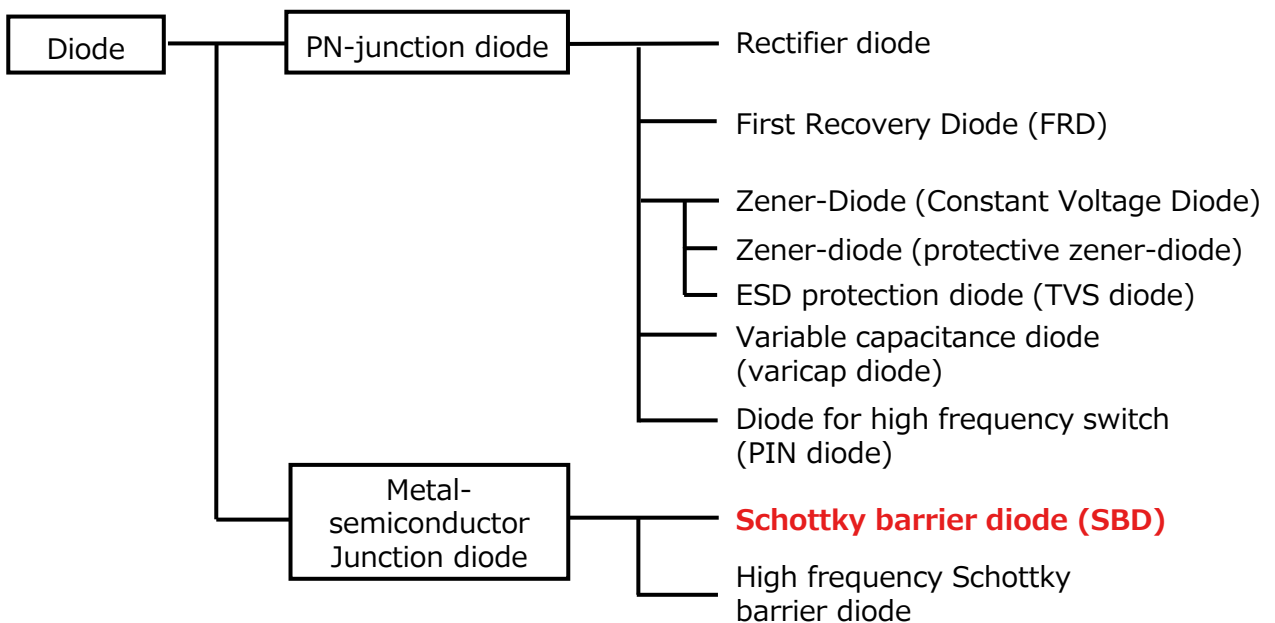 Diode
PN-junction diode
Rectifier diode
First Recovery Diode (FRD)
Zener-Diode (Constant Voltage Diode)
Zener-diode (protective zener-diode)
ESD protection diode (TVS diode)
Variable capacitance diode
(varicap diode)
Diode for high frequency switch
(PIN diode)
Metal-
semiconductor
Junction diode
Schottky barrier diode (SBD)
High frequency Schottky
barrier diode